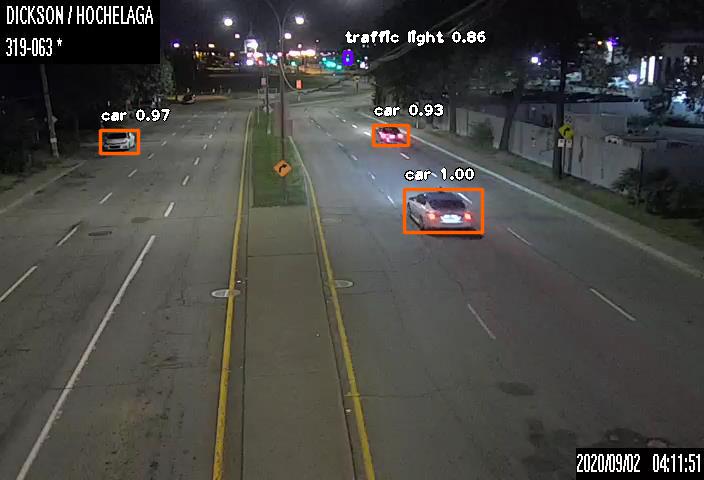 DICKSON / HOCHELAGA
319-063 *
traffic light 0.86
car 0.97
car 0.93
car 1.00
2020/09/02 04:11:51